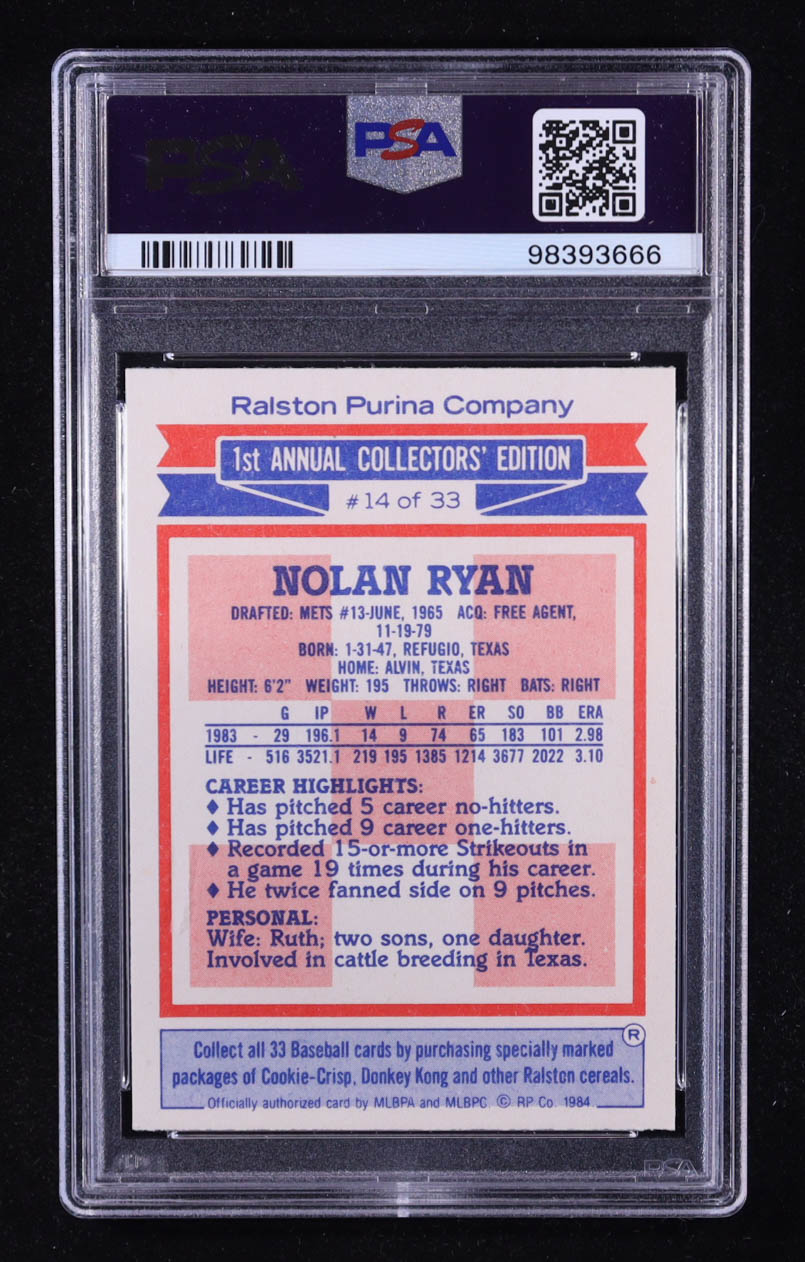 PSA
PSA
98393666
Ralston Purina Company
1st ANNUAL COLLECTORS' EDITION
#14 of 33
NOLAN RYAN
DRAFTED: METS #13-JUNE, 1965 ACQ: FREE AGENT,
11-19-79
BORN: 1-31-47, REFUGIO, TEXAS
HOME: ALVIN, TEXAS
HEIGHT: 6'2" WEIGHT: 195 THROWS: RIGHT BATS: RIGHT
G IP W L R ER SO BB ERA
1983 - 29 196.1 14 9 74 65 183 101 2.98
LIFE - 516 3521.1 219 195 1385 1214 3677 2022 3.10
CAREER HIGHLIGHTS:
♦ Has pitched 5 career no-hitters.
♦ Has pitched 9 career one-hitters.
♦ Recorded 15-or-more Strikeouts in
a game 19 times during his career.
♦ He twice fanned side on 9 pitches.
PERSONAL:
Wife: Ruth; two sons, one daughter.
Involved in cattle breeding in Texas.
®
Collect all 33 Baseball cards by purchasing specially marked
packages of Cookie-Crisp, Donkey Kong and other Ralston cereals.
Officially authorized card by MLBPA and MLBPC. © RP Co. 1984
PSA